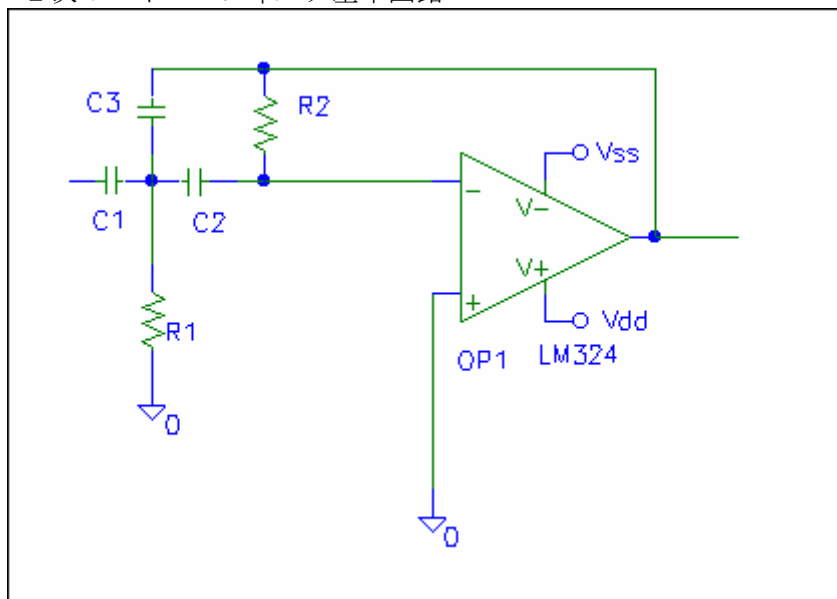 C3
R2
C1
C2
R1
0
-
+
V-
V+
Vss
Vdd
OP1
LM324
0